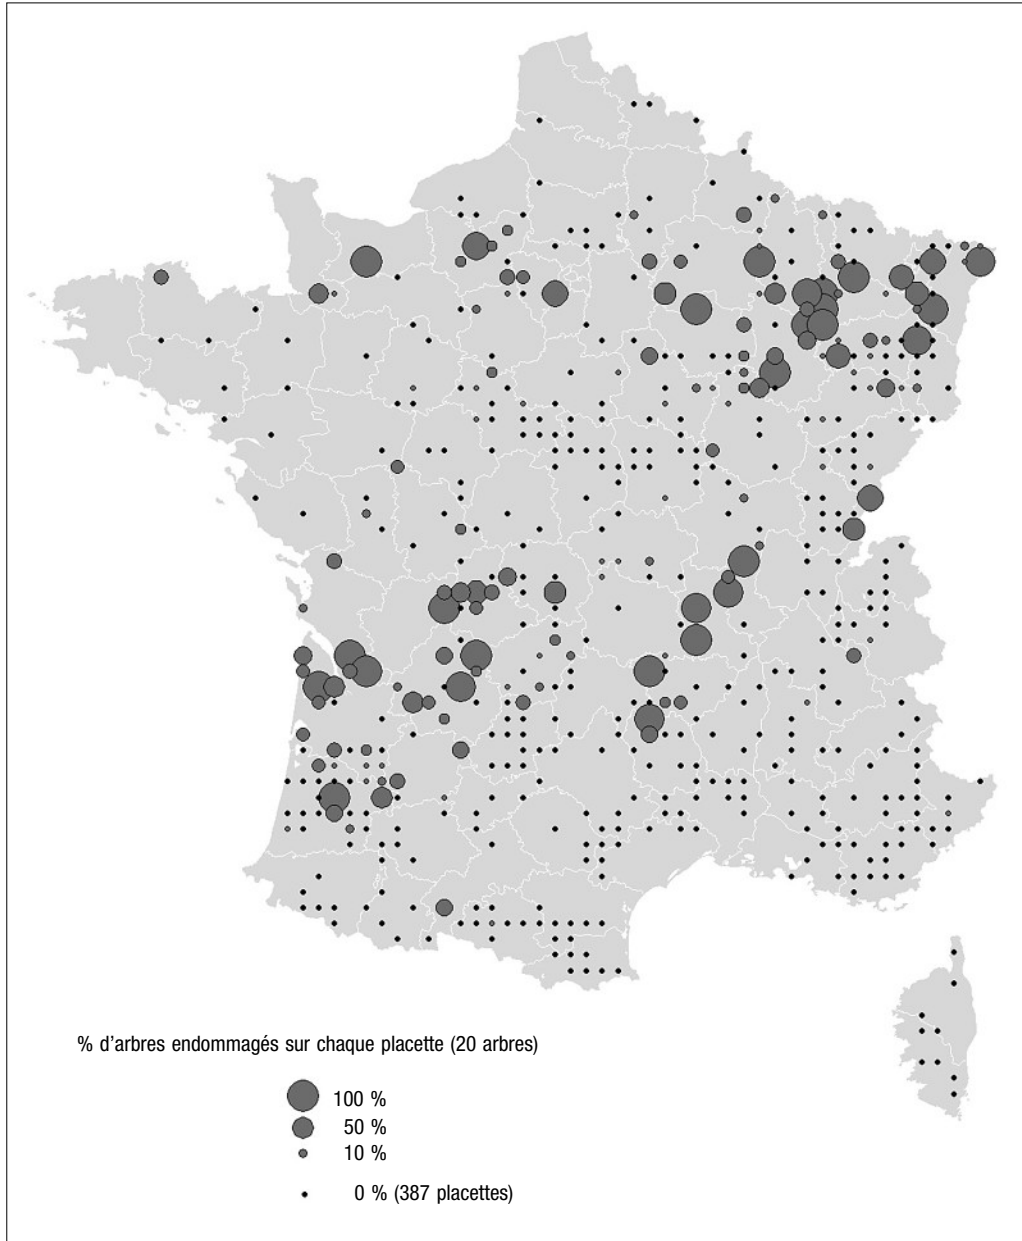 % d'arbres endommagés sur chaque placette (20 arbres)
100 %
50 %
10 %
0 % (387 placettes)